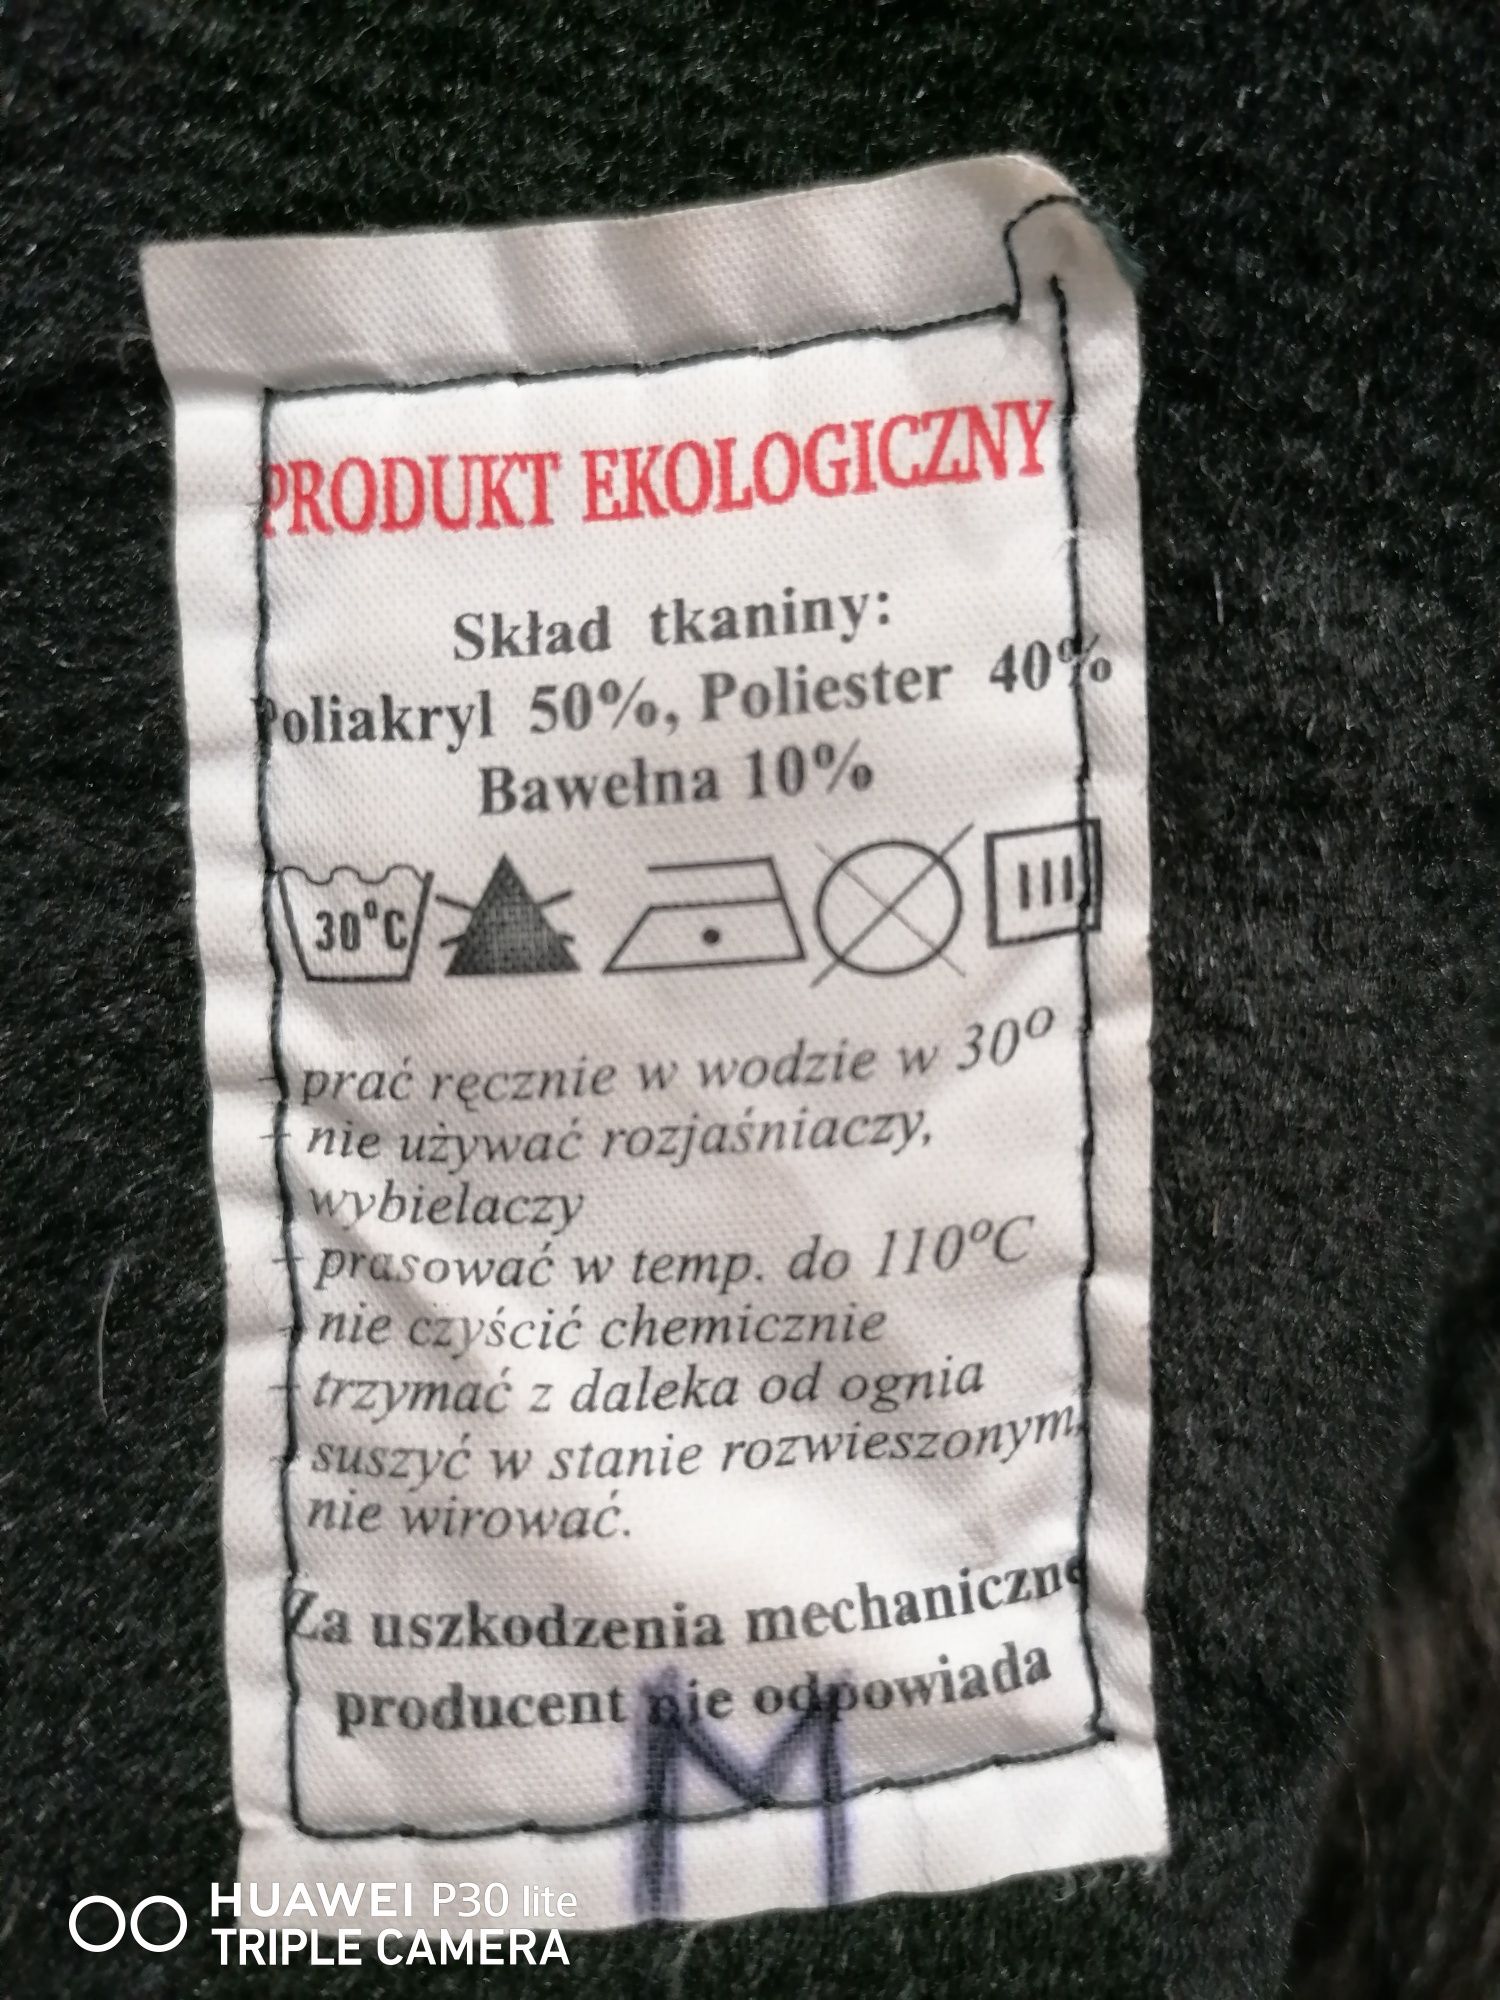 PRODUKT EKOLOGICZNY
Skład tkaniny:
Poliakryl 50%, Poliester 40%
Bawełna 10%
30°C
- prać ręcznie w wodzie w 30°
- nie używać rozjaśniaczy,
wybielaczy
- prasować w temp. do 110°C
- nie czyścić chemicznie
- trzymać z daleka od ognia
- suszyć w stanie rozwieszonym,
nie wirować.
Za uszkodzenia mechaniczne
producent nie odpowiada
M
HUAWEI P30 lite
TRIPLE CAMERA